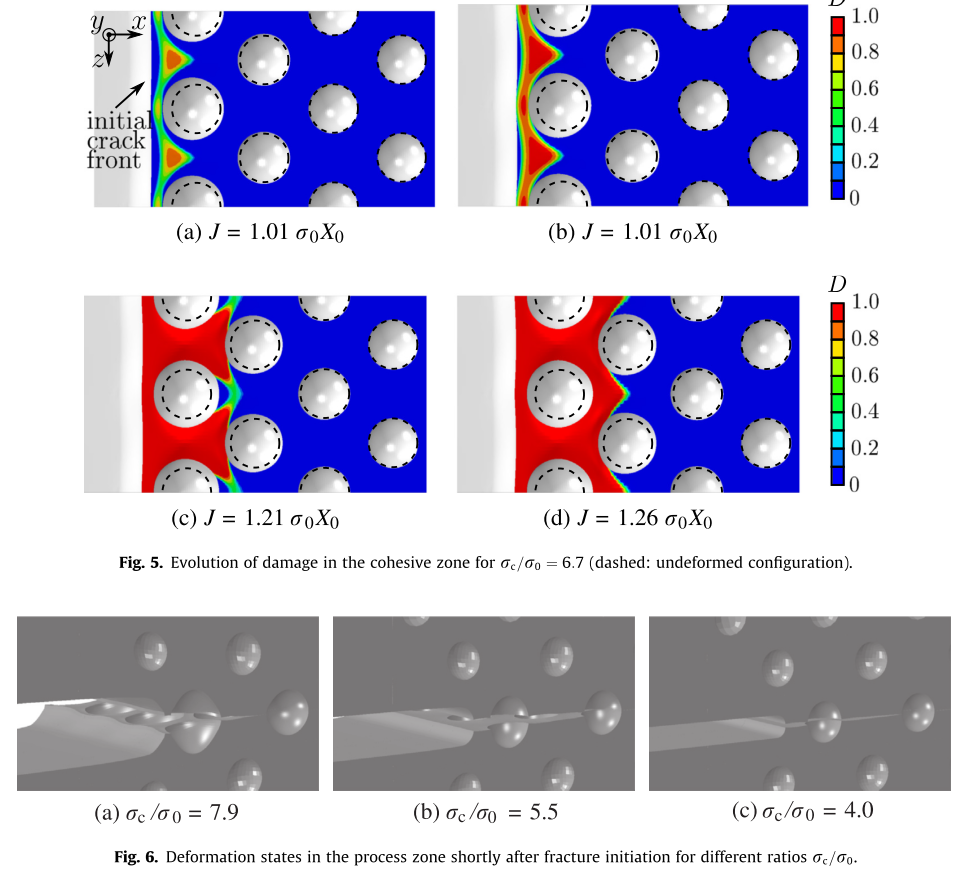 D
y x
z
initial
crack
front
1.0
0.8
0.6
0.4
0.2
0
(a) J = 1.01 σ₀X₀
(b) J = 1.01 σ₀X₀
D
1.0
0.8
0.6
0.4
0.2
0
(c) J = 1.21 σ₀X₀
(d) J = 1.26 σ₀X₀
Fig. 5. Evolution of damage in the cohesive zone for σc/σ₀ = 6.7 (dashed: undeformed configuration).
(a) σc/σ₀ = 7.9
(b) σc/σ₀ = 5.5
(c) σc/σ₀ = 4.0
Fig. 6. Deformation states in the process zone shortly after fracture initiation for different ratios σc/σ₀.